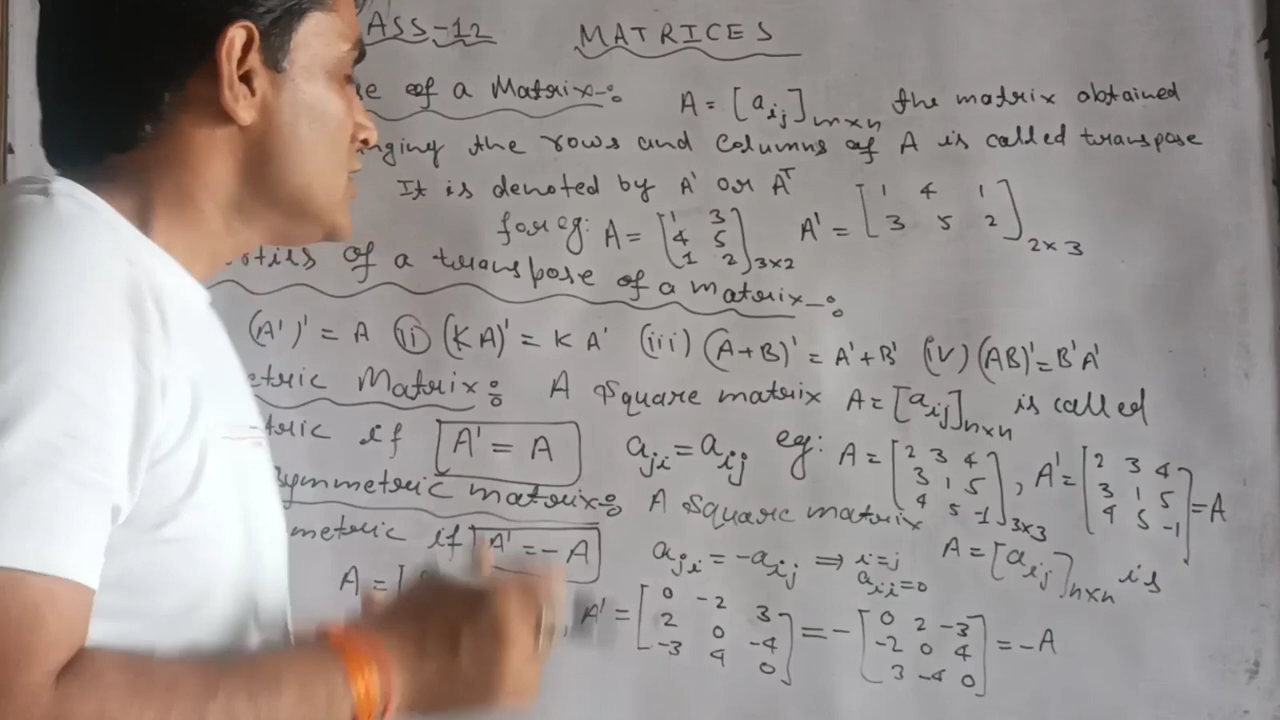 ASS-12 MATRICES
se of a Matrix:- A = [aij]m×n the matrix obtained
nging the rows and columns of A is called transpose
It is denoted by A' or Aᵀ
for eg: A = [1 3; 4 5; 1 2]3×2 A' = [1 4 1; 3 5 2]2×3
rties of a transpose of a matrix:-
(A')' = A (ii) (KA)' = KA' (iii) (A+B)' = A'+B' (iv) (AB)'=B'A'
etric Matrix: A square matrix A = [aij]n×n is called
tric if A' = A aji = aij eg: A = [2 3 4; 3 1 5; 4 5 -1]3×3, A' = [2 3 4; 3 1 5; 4 5 -1] = A
symmetric matrix: A square matrix A = [aij]n×n is
metric if A' = -A aji = -aij ⇒ i=j aii=0
A = [ , A' = [0 -2 3; 2 0 -4; -3 4 0] = -[0 2 -3; -2 0 4; 3 -4 0] = -A